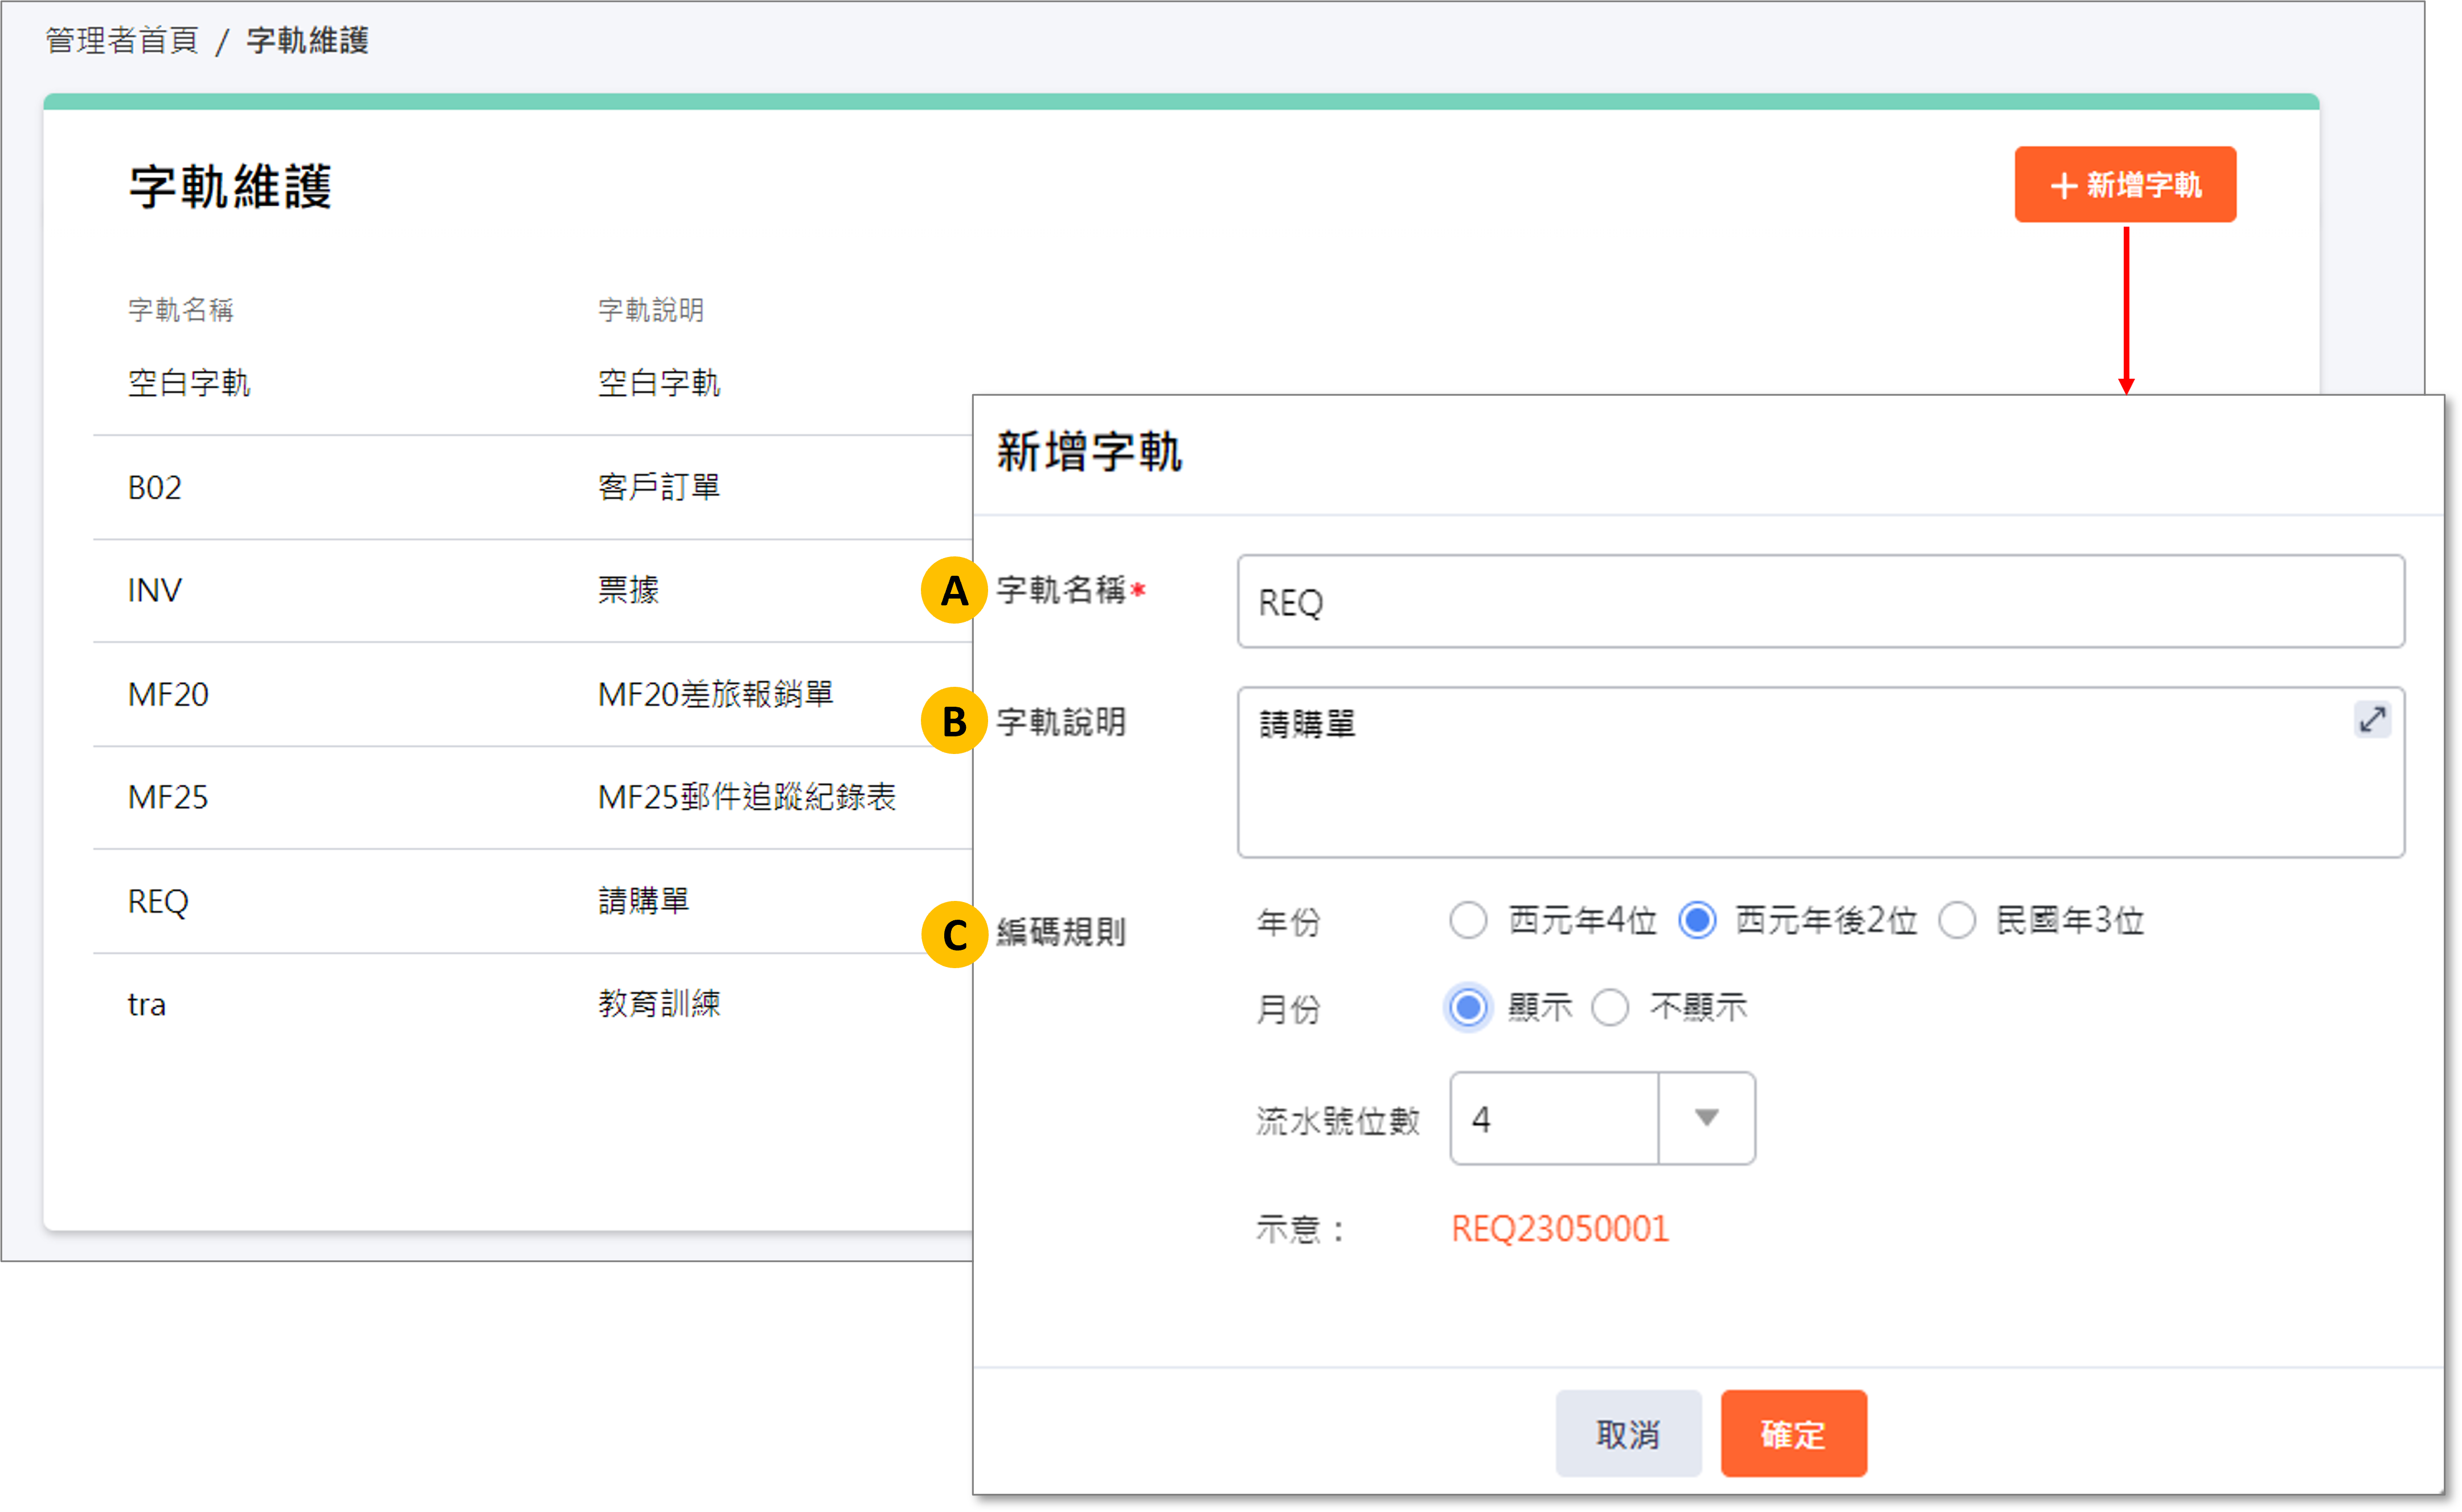 管理者首頁 / 字軌維護
字軌維護
＋新增字軌
字軌名稱 字軌說明
空白字軌 空白字軌
B02 客戶訂單
INV 票據
MF20 MF20差旅報銷單
MF25 MF25郵件追蹤紀錄表
REQ 請購單
tra 教育訓練
新增字軌
A 字軌名稱* REQ
B 字軌說明 請購單
C 編碼規則 年份 西元年4位 西元年後2位 民國年3位
月份 顯示 不顯示
流水號位數 4
示意： REQ23050001
取消 確定